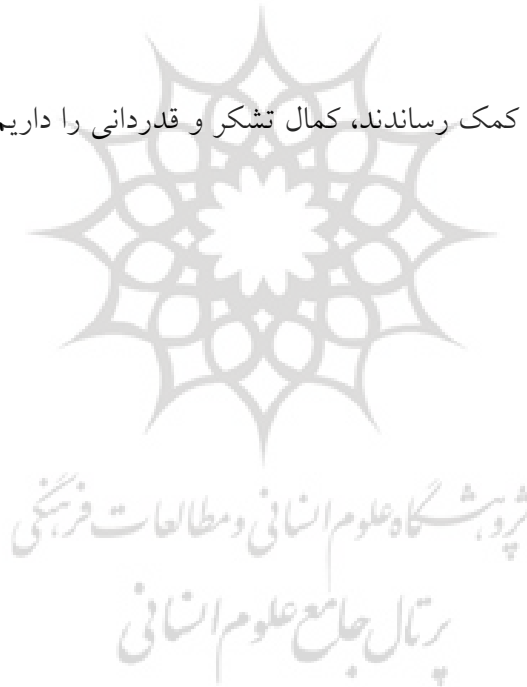 کمک رساندند، کمال تشکر و قدردانی را داریم
پژوهشگاه علوم انسانی و مطالعات فرهنگی
پرتال جامع علوم انسانی